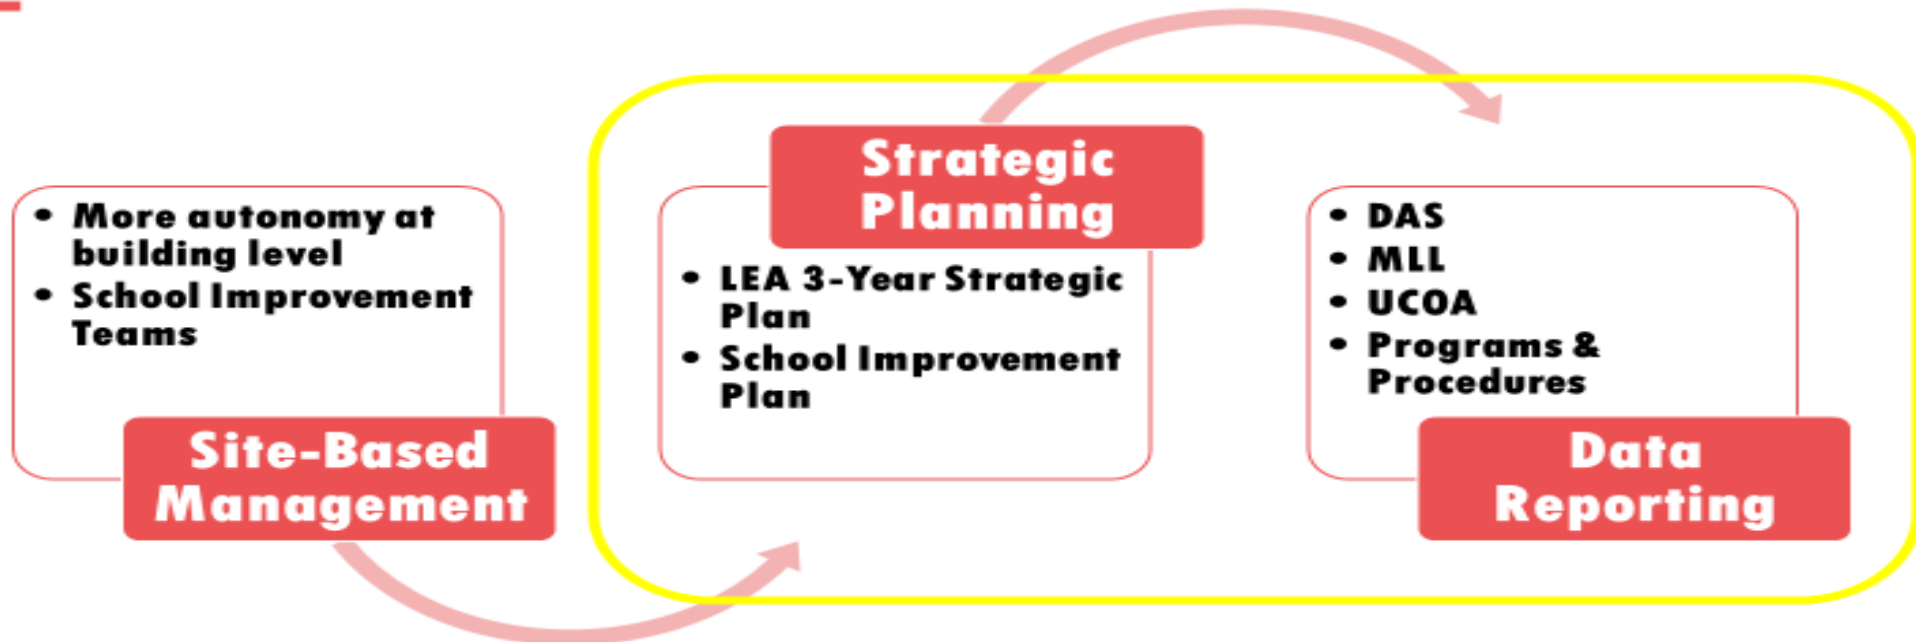 • More autonomy at
building level
• School Improvement
Teams
Site-Based
Management
Strategic
Planning
• LEA 3-Year Strategic
Plan
• School Improvement
Plan
• DAS
• MLL
• UCOA
• Programs &
Procedures
Data
Reporting